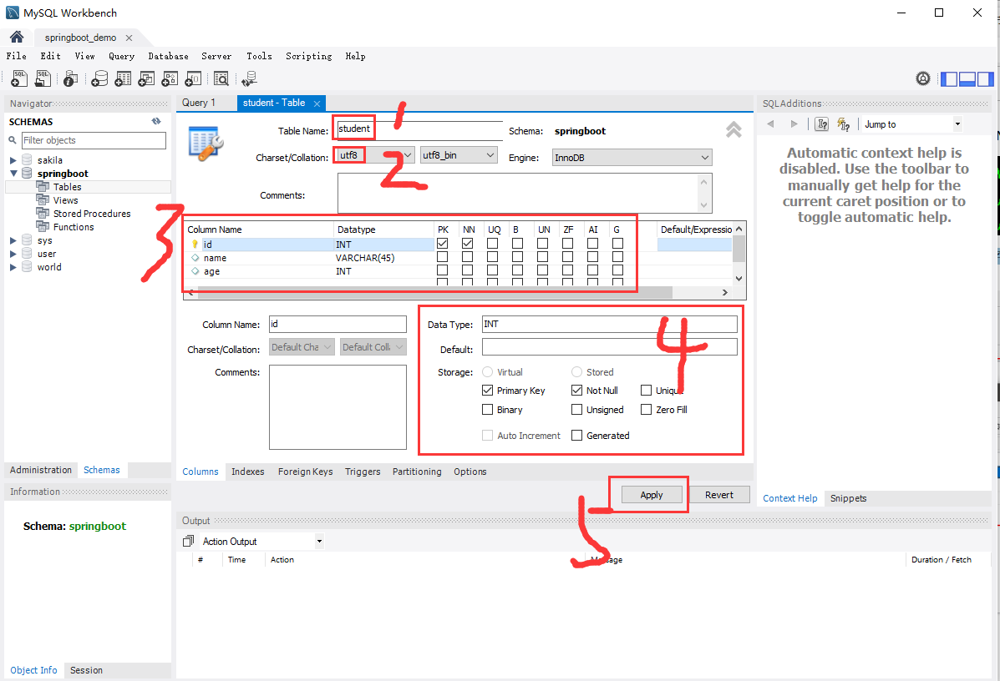 MySQL Workbench
springboot_demo
File Edit View Query Database Server Tools Scripting Help
Navigator
SCHEMAS
Filter objects
sakila
springboot
Tables
Views
Stored Procedures
Functions
sys
user
world
Administration Schemas
Information
Schema: springboot
Object Info Session
Query 1 student - Table
Table Name: student Schema: springboot
1
Charset/Collation: utf8 utf8_bin Engine: InnoDB
2
Comments:
3
Column Name Datatype PK NN UQ B UN ZF AI G Default/Expressio
id INT
name VARCHAR(45)
age INT
Column Name: id Data Type: INT
4
Charset/Collation: Default Cha Default Colla Default:
Comments: Storage: Virtual Stored
Primary Key Not Null Unique
Binary Unsigned Zero Fill
Auto Increment Generated
Columns Indexes Foreign Keys Triggers Partitioning Options
Apply Revert
5
Output
Action Output
# Time Action Message Duration / Fetch
SQLAdditions
Jump to
Automatic context help is
disabled. Use the toolbar to
manually get help for the
current caret position or to
toggle automatic help.
Context Help Snippets